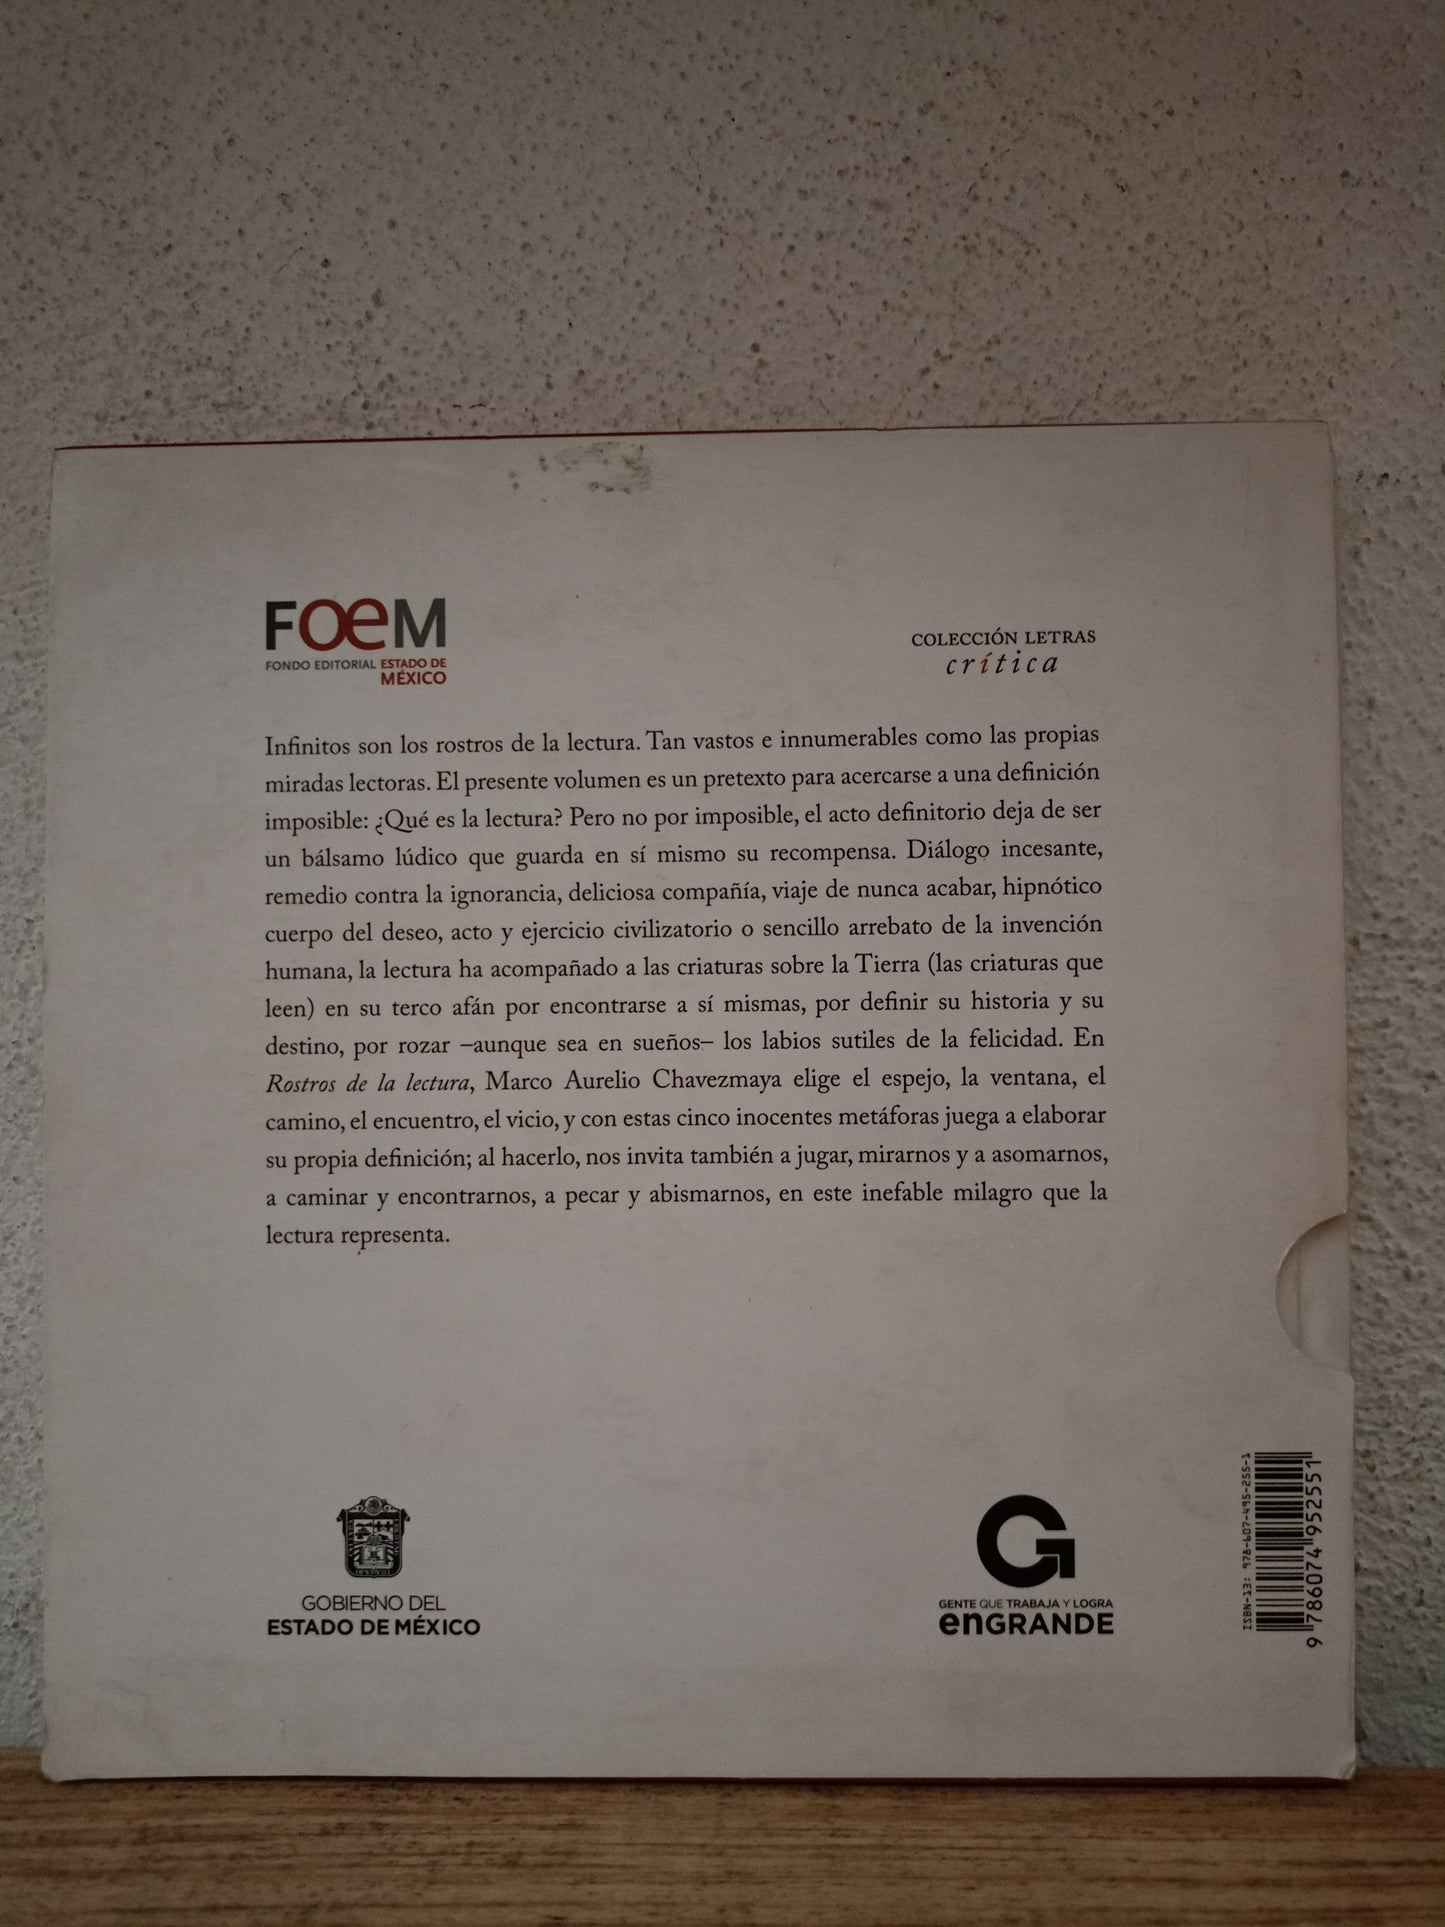 FOEM
FONDO EDITORIAL ESTADO DE
MÉXICO
COLECCIÓN LETRAS
crítica
Infinitos son los rostros de la lectura. Tan vastos e innumerables como las propias
miradas lectoras. El presente volumen es un pretexto para acercarse a una definición
imposible: ¿Qué es la lectura? Pero no por imposible, el acto definitorio deja de ser
un bálsamo lúdico que guarda en sí mismo su recompensa. Diálogo incesante,
remedio contra la ignorancia, deliciosa compañía, viaje de nunca acabar, hipnótico
cuerpo del deseo, acto y ejercicio civilizatorio o sencillo arrebato de la invención
humana, la lectura ha acompañado a las criaturas sobre la Tierra (las criaturas que
leen) en su terco afán por encontrarse a sí mismas, por definir su historia y su
destino, por rozar –aunque sea en sueños– los labios sutiles de la felicidad. En
Rostros de la lectura, Marco Aurelio Chavezmaya elige el espejo, la ventana, el
camino, el encuentro, el vicio, y con estas cinco inocentes metáforas juega a elaborar
su propia definición; al hacerlo, nos invita también a jugar, mirarnos y a asomarnos,
a caminar y encontrarnos, a pecar y abismarnos, en este inefable milagro que la
lectura representa.
GOBIERNO DEL
ESTADO DE MÉXICO
G
GENTE QUE TRABAJA Y LOGRA
enGRANDE
ISBN-13: 978-607-495-255-1
9 786074 952551